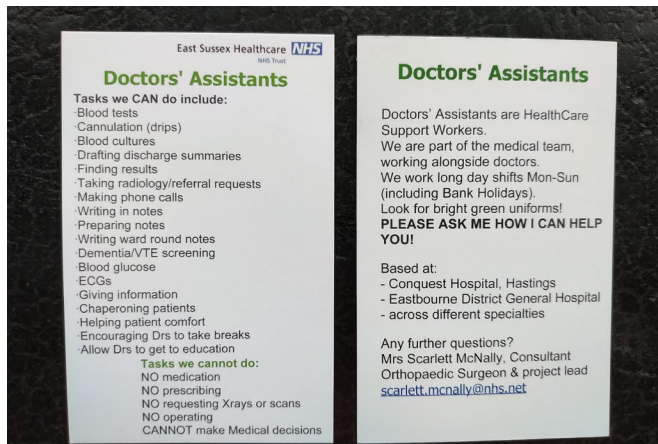 East Sussex Healthcare NHS
NHS Trust
Doctors' Assistants
Tasks we CAN do include:
·Blood tests
·Cannulation (drips)
·Blood cultures
·Drafting discharge summaries
·Finding results
·Taking radiology/referral requests
·Making phone calls
·Writing in notes
·Preparing notes
·Writing ward round notes
·Dementia/VTE screening
·Blood glucose
·ECGs
·Giving information
·Chaperoning patients
·Helping patient comfort
·Encouraging Drs to take breaks
·Allow Drs to get to education
Tasks we cannot do:
NO medication
NO prescribing
NO requesting Xrays or scans
NO operating
CANNOT make Medical decisions
Doctors' Assistants
Doctors' Assistants are HealthCare
Support Workers.
We are part of the medical team,
working alongside doctors.
We work long day shifts Mon-Sun
(including Bank Holidays).
Look for bright green uniforms!
PLEASE ASK ME HOW I CAN HELP
YOU!
Based at:
- Conquest Hospital, Hastings
- Eastbourne District General Hospital
- across different specialties
Any further questions?
Mrs Scarlett McNally, Consultant
Orthopaedic Surgeon & project lead
scarlett.mcnally@nhs.net